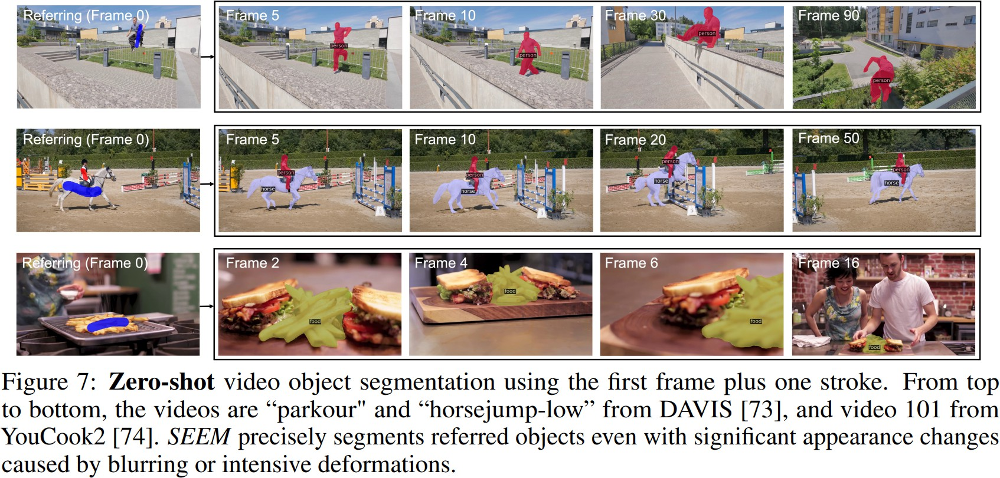 Referring (Frame 0) Frame 5 Frame 10 Frame 30 Frame 90
person person person person
Referring (Frame 0) Frame 5 Frame 10 Frame 20 Frame 50
person person person person
horse horse horse horse
Referring (Frame 0) Frame 2 Frame 4 Frame 6 Frame 16
food food food food
Figure 7: Zero-shot video object segmentation using the first frame plus one stroke. From top
to bottom, the videos are “parkour" and “horsejump-low” from DAVIS [73], and video 101 from
YouCook2 [74]. SEEM precisely segments referred objects even with significant appearance changes
caused by blurring or intensive deformations.